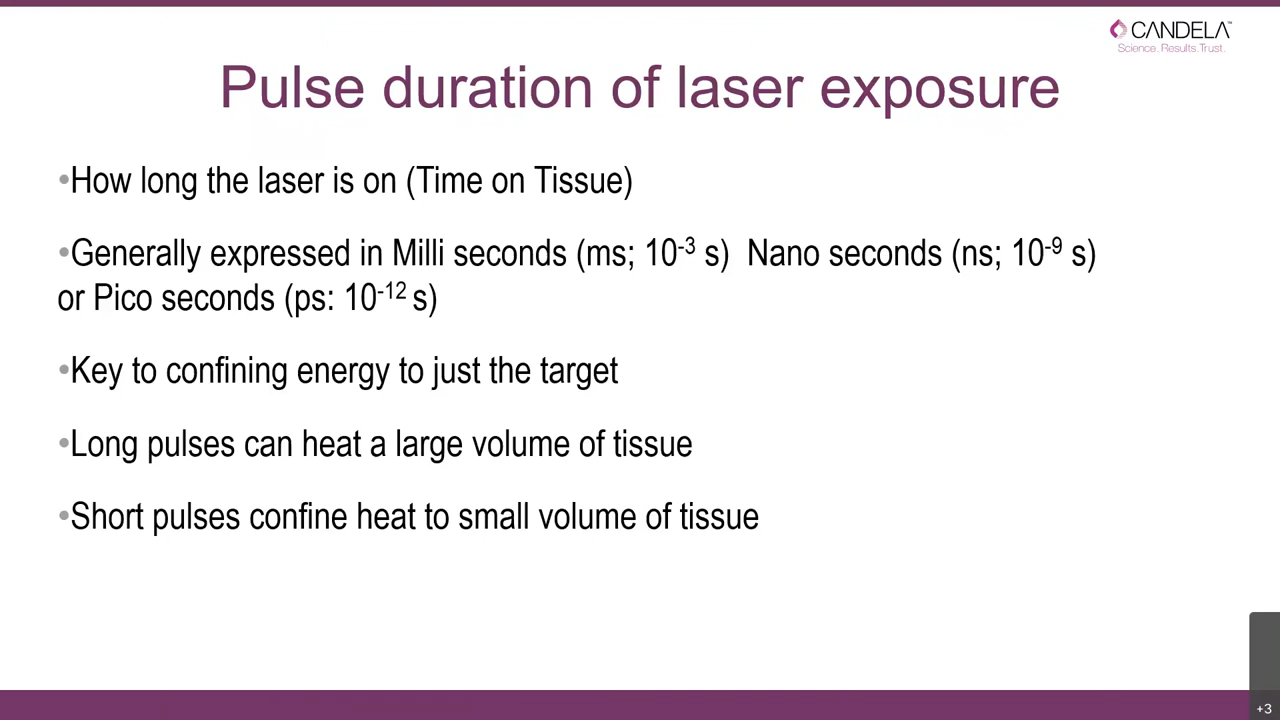 CANDELA™
Science. Results. Trust.
Pulse duration of laser exposure
•How long the laser is on (Time on Tissue)
•Generally expressed in Milli seconds (ms; 10⁻³ s)  Nano seconds (ns; 10⁻⁹ s)
or Pico seconds (ps: 10⁻¹² s)
•Key to confining energy to just the target
•Long pulses can heat a large volume of tissue
•Short pulses confine heat to small volume of tissue
+3